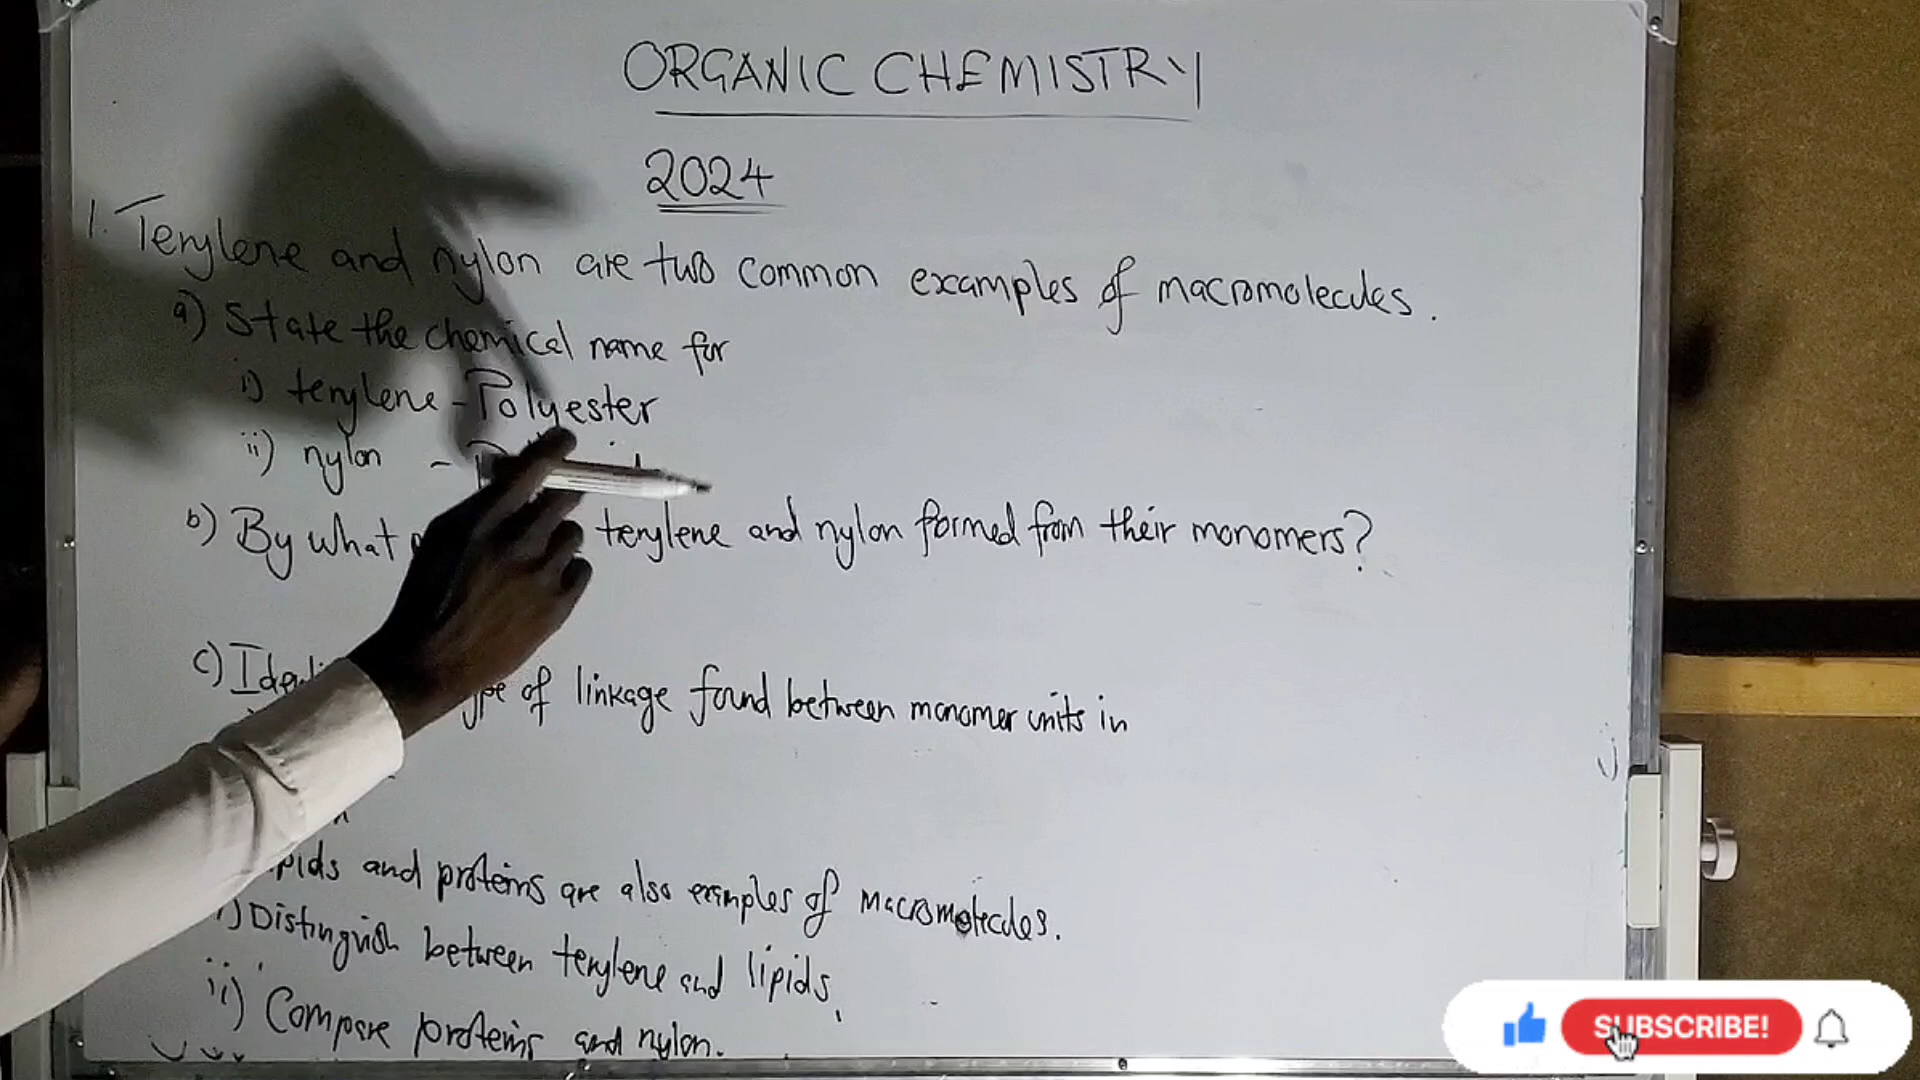 ORGANIC CHEMISTRY
2024
1. Terylene and nylon are two common examples of macromolecules.
a) State the chemical name for
i) terylene - Polyester
ii) nylon -
b) By what terylene and nylon formed from their monomers?
c) of linkage found between monomer units in
and proteins are also examples of macromolecules.
i) Distinguish between terylene and lipids.
ii) Compare proteins and nylon.
SUBSCRIBE!